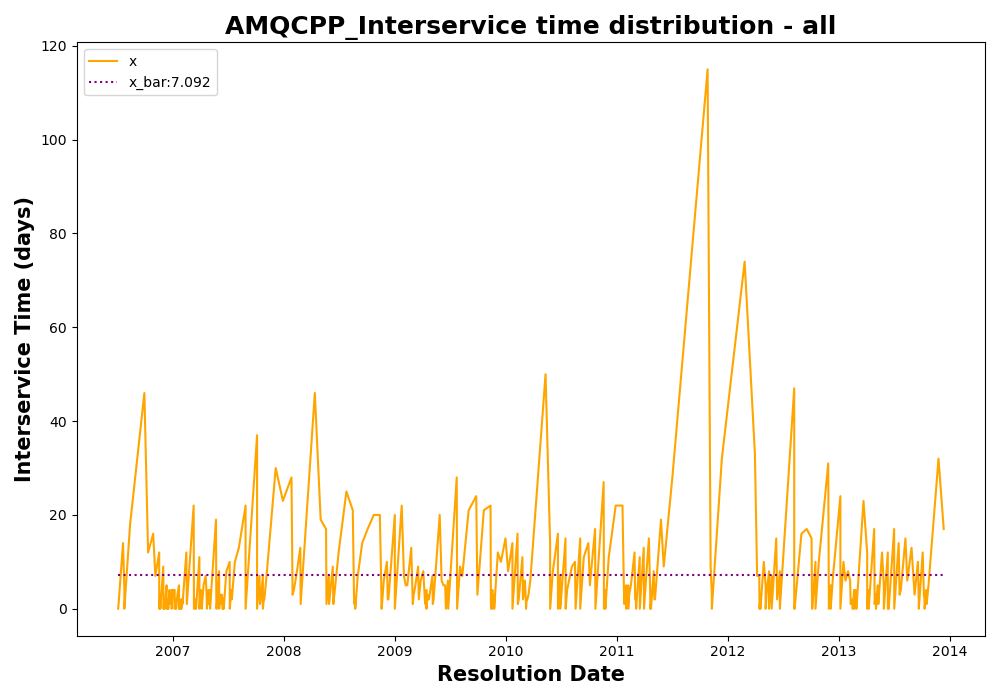 AMQCPP_Interservice time distribution - all
x
x_bar:7.092
Interservice Time (days)
120
100
80
60
40
20
0
2007 2008 2009 2010 2011 2012 2013 2014
Resolution Date